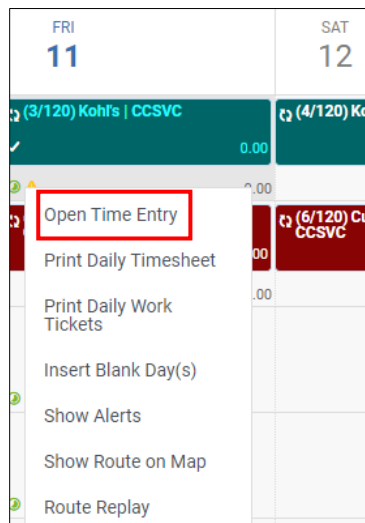 FRI
SAT
11
12
(3/120) Kohl's | CCSVC
0.00
(4/120) Ko
.00
Open Time Entry
(6/120) Cu
CCSVC
00
Print Daily Timesheet
.00
Print Daily Work
Tickets
Insert Blank Day(s)
Show Alerts
Show Route on Map
Route Replay